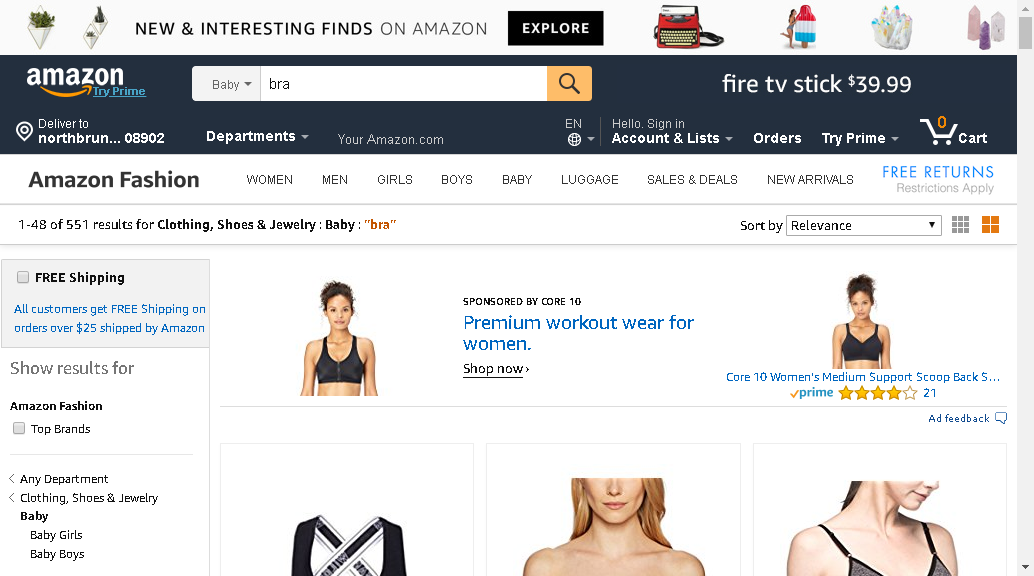 NEW & INTERESTING FINDS ON AMAZON EXPLORE
amazon
Try Prime
Baby bra
fire tv stick $39.99
Deliver to
northbrun... 08902
Departments
Your Amazon.com
EN
Hello. Sign in
Account & Lists
Orders
Try Prime
0
Cart
Amazon Fashion
WOMEN MEN GIRLS BOYS BABY LUGGAGE SALES & DEALS NEW ARRIVALS
FREE RETURNS
Restrictions Apply
1-48 of 551 results for Clothing, Shoes & Jewelry : Baby : "bra"
Sort by Relevance
FREE Shipping
All customers get FREE Shipping on
orders over $25 shipped by Amazon
Show results for
Amazon Fashion
Top Brands
Any Department
Clothing, Shoes & Jewelry
Baby
Baby Girls
Baby Boys
SPONSORED BY CORE 10
Premium workout wear for
women.
Shop now ›
Core 10 Women's Medium Support Scoop Back S...
prime 21
Ad feedback